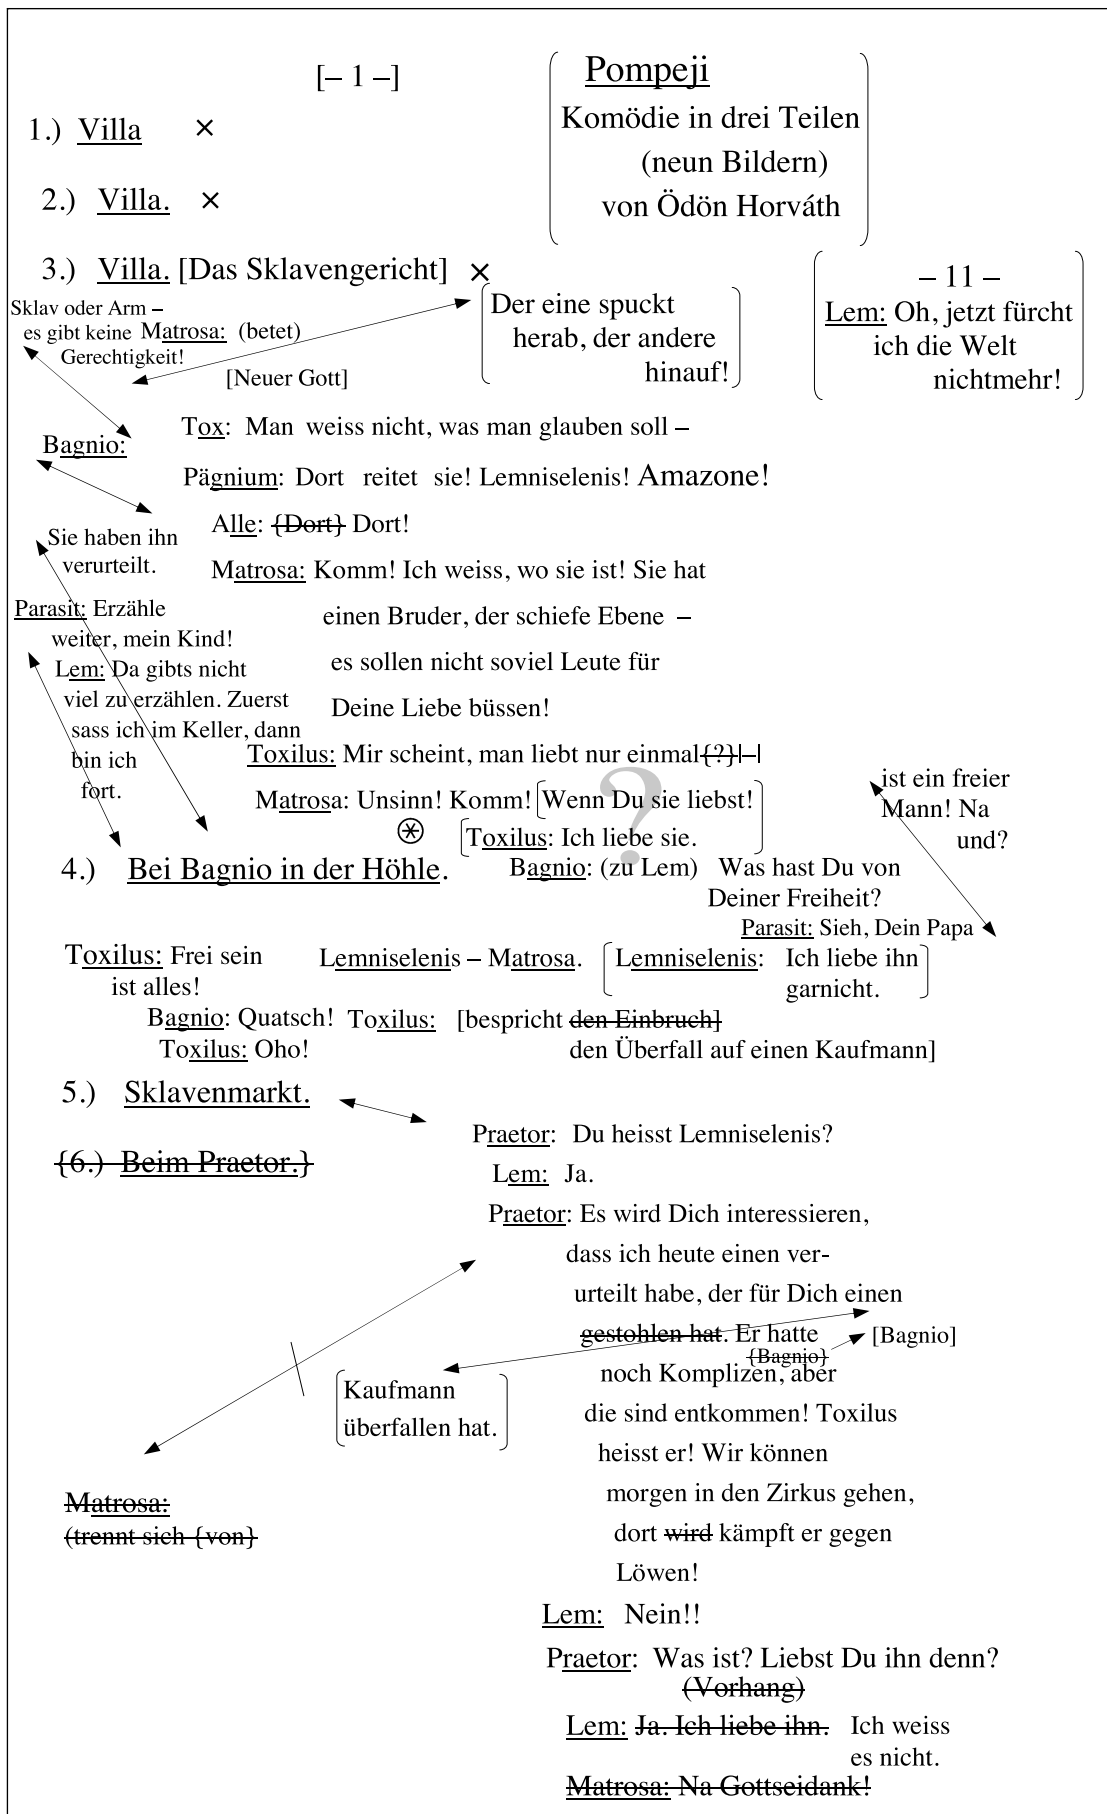 [– 1 –]
Pompeji
Komödie in drei Teilen
(neun Bildern)
von Ödön Horváth
1.) Villa ×
2.) Villa. ×
3.) Villa. [Das Sklavengericht] ×
– 11 –
Lem: Oh, jetzt fürcht
ich die Welt
nichtmehr!
Der eine spuckt
herab, der andere
hinauf!
Sklav oder Arm –
es gibt keine
Gerechtigkeit!
Matrosa: (betet)
[Neuer Gott]
Bagnio:
Tox: Man weiss nicht, was man glauben soll –
Pägnium: Dort reitet sie! Lemniselenis! Amazone!
Alle: {Dort} Dort!
Sie haben ihn
verurteilt.
Matrosa: Komm! Ich weiss, wo sie ist! Sie hat
einen Bruder, der schiefe Ebene –
es sollen nicht soviel Leute für
Deine Liebe büssen!
Parasit: Erzähle
weiter, mein Kind!
Lem: Da gibts nicht
viel zu erzählen. Zuerst
sass ich im Keller, dann
bin ich
fort.
Toxilus: Mir scheint, man liebt nur einmal{?}|–|
Matrosa: Unsinn! Komm! [Wenn Du sie liebst!]
?
[Toxilus: Ich liebe sie.]
ist ein freier
Mann! Na
und?
4.) Bei Bagnio in der Höhle.
Bagnio: (zu Lem) Was hast Du von
Deiner Freiheit?
Parasit: Sieh, Dein Papa
Toxilus: Frei sein
ist alles!
Bagnio: Quatsch!
Toxilus: Oho!
Lemniselenis – Matrosa.
[Lemniselenis: Ich liebe ihn
garnicht.]
Toxilus: [bespricht den Einbruch]
den Überfall auf einen Kaufmann]
5.) Sklavenmarkt.
{6.) Beim Praetor.}
Praetor: Du heisst Lemniselenis?
Lem: Ja.
Praetor: Es wird Dich interessieren,
dass ich heute einen ver-
urteilt habe, der für Dich einen
gestohlen hat. Er hatte
{Bagnio}
[Bagnio]
noch Komplizen, aber
die sind entkommen! Toxilus
heisst er! Wir können
morgen in den Zirkus gehen,
dort wird kämpft er gegen
Löwen!
Kaufmann
überfallen hat.
Matrosa:
(trennt sich {von}
Lem: Nein!!
Praetor: Was ist? Liebst Du ihn denn?
(Vorhang)
Lem: Ja. Ich liebe ihn. Ich weiss
es nicht.
Matrosa: Na Gottseidank!